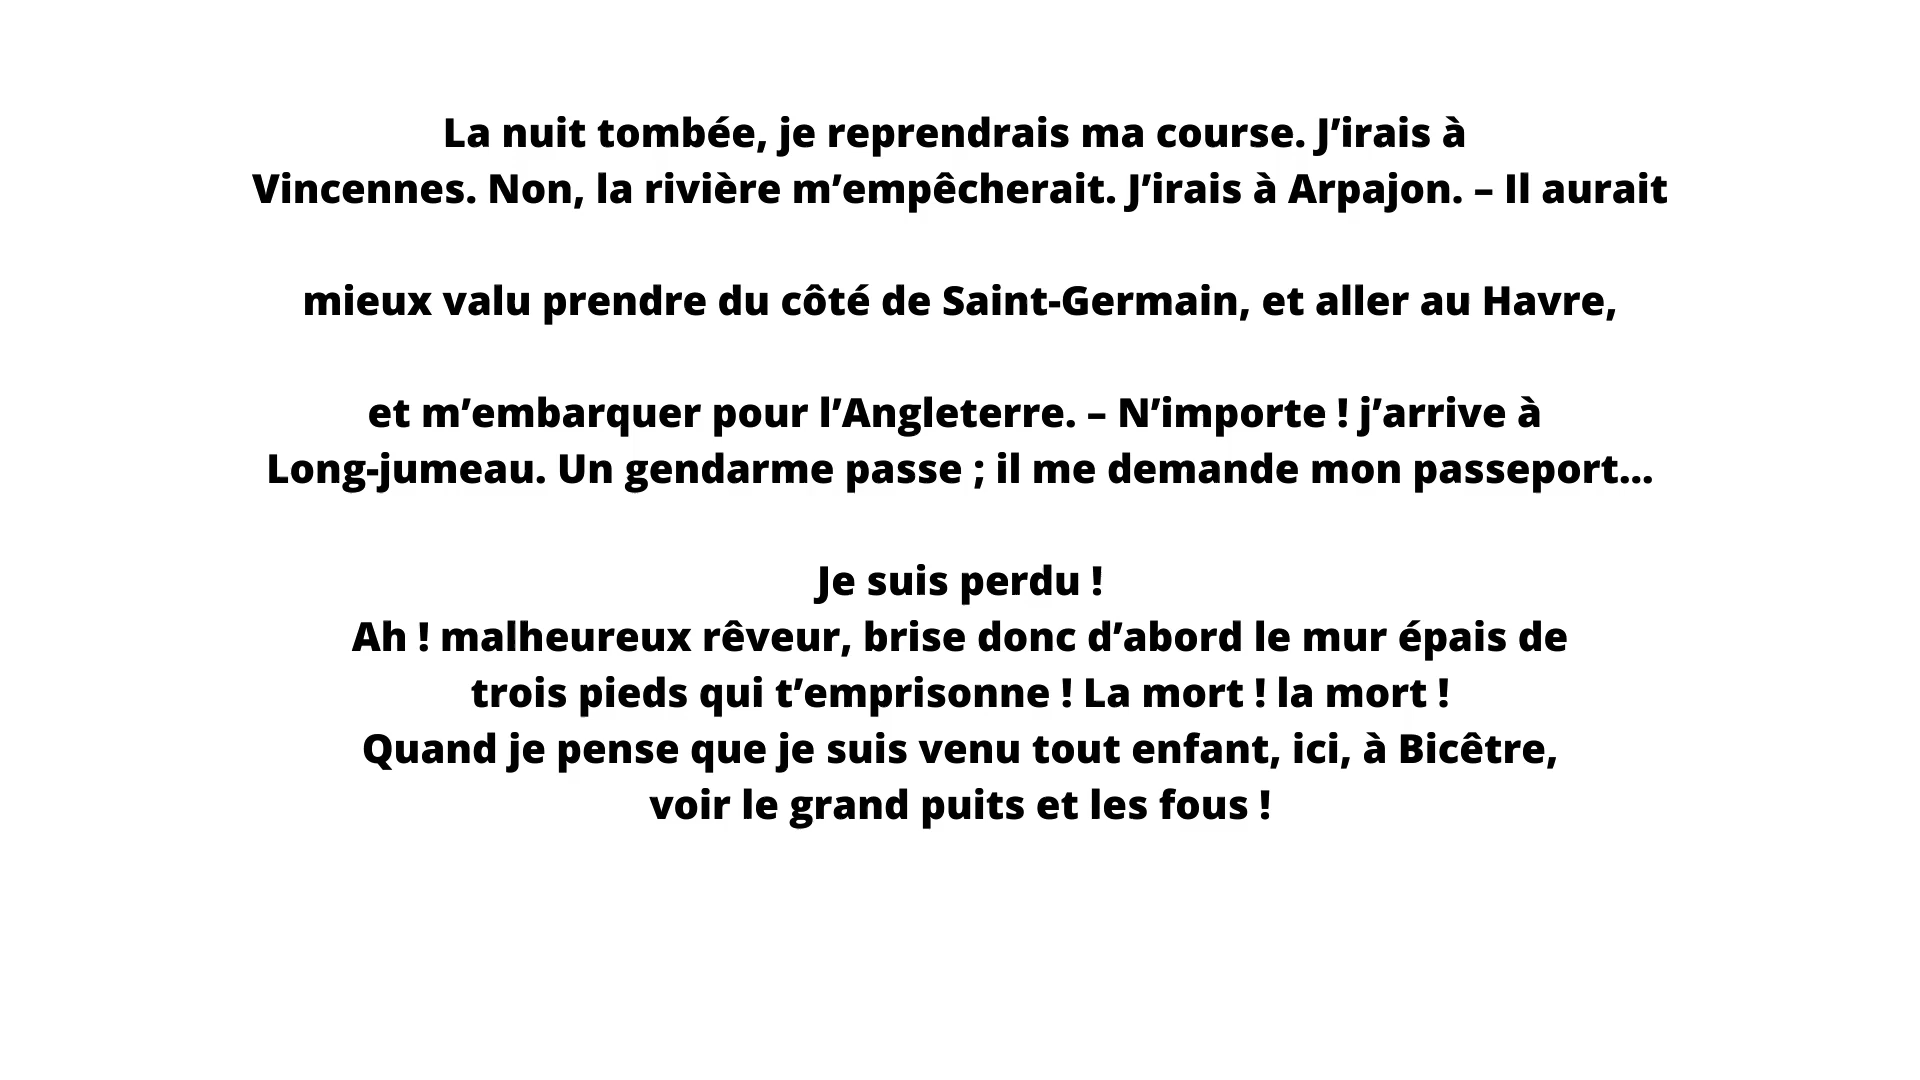 La nuit tombée, je reprendrais ma course. J’irais à
Vincennes. Non, la rivière m’empêcherait. J’irais à Arpajon. – Il aurait
mieux valu prendre du côté de Saint-Germain, et aller au Havre,
et m’embarquer pour l’Angleterre. – N’importe ! j’arrive à
Long-jumeau. Un gendarme passe ; il me demande mon passeport...
Je suis perdu !
Ah ! malheureux rêveur, brise donc d’abord le mur épais de
trois pieds qui t’emprisonne ! La mort ! la mort !
Quand je pense que je suis venu tout enfant, ici, à Bicêtre,
voir le grand puits et les fous !